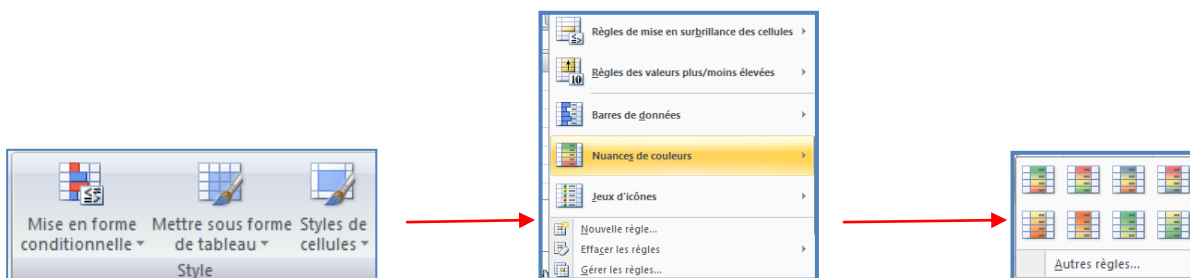 Mise en forme conditionnelle
Mettre sous forme de tableau
Styles de cellules
Style
Règles de mise en surbrillance des cellules
Règles des valeurs plus/moins élevées
10
Barres de données
Nuances de couleurs
Jeux d'icônes
Nouvelle règle...
Effacer les règles
Gérer les règles...
Autres règles...